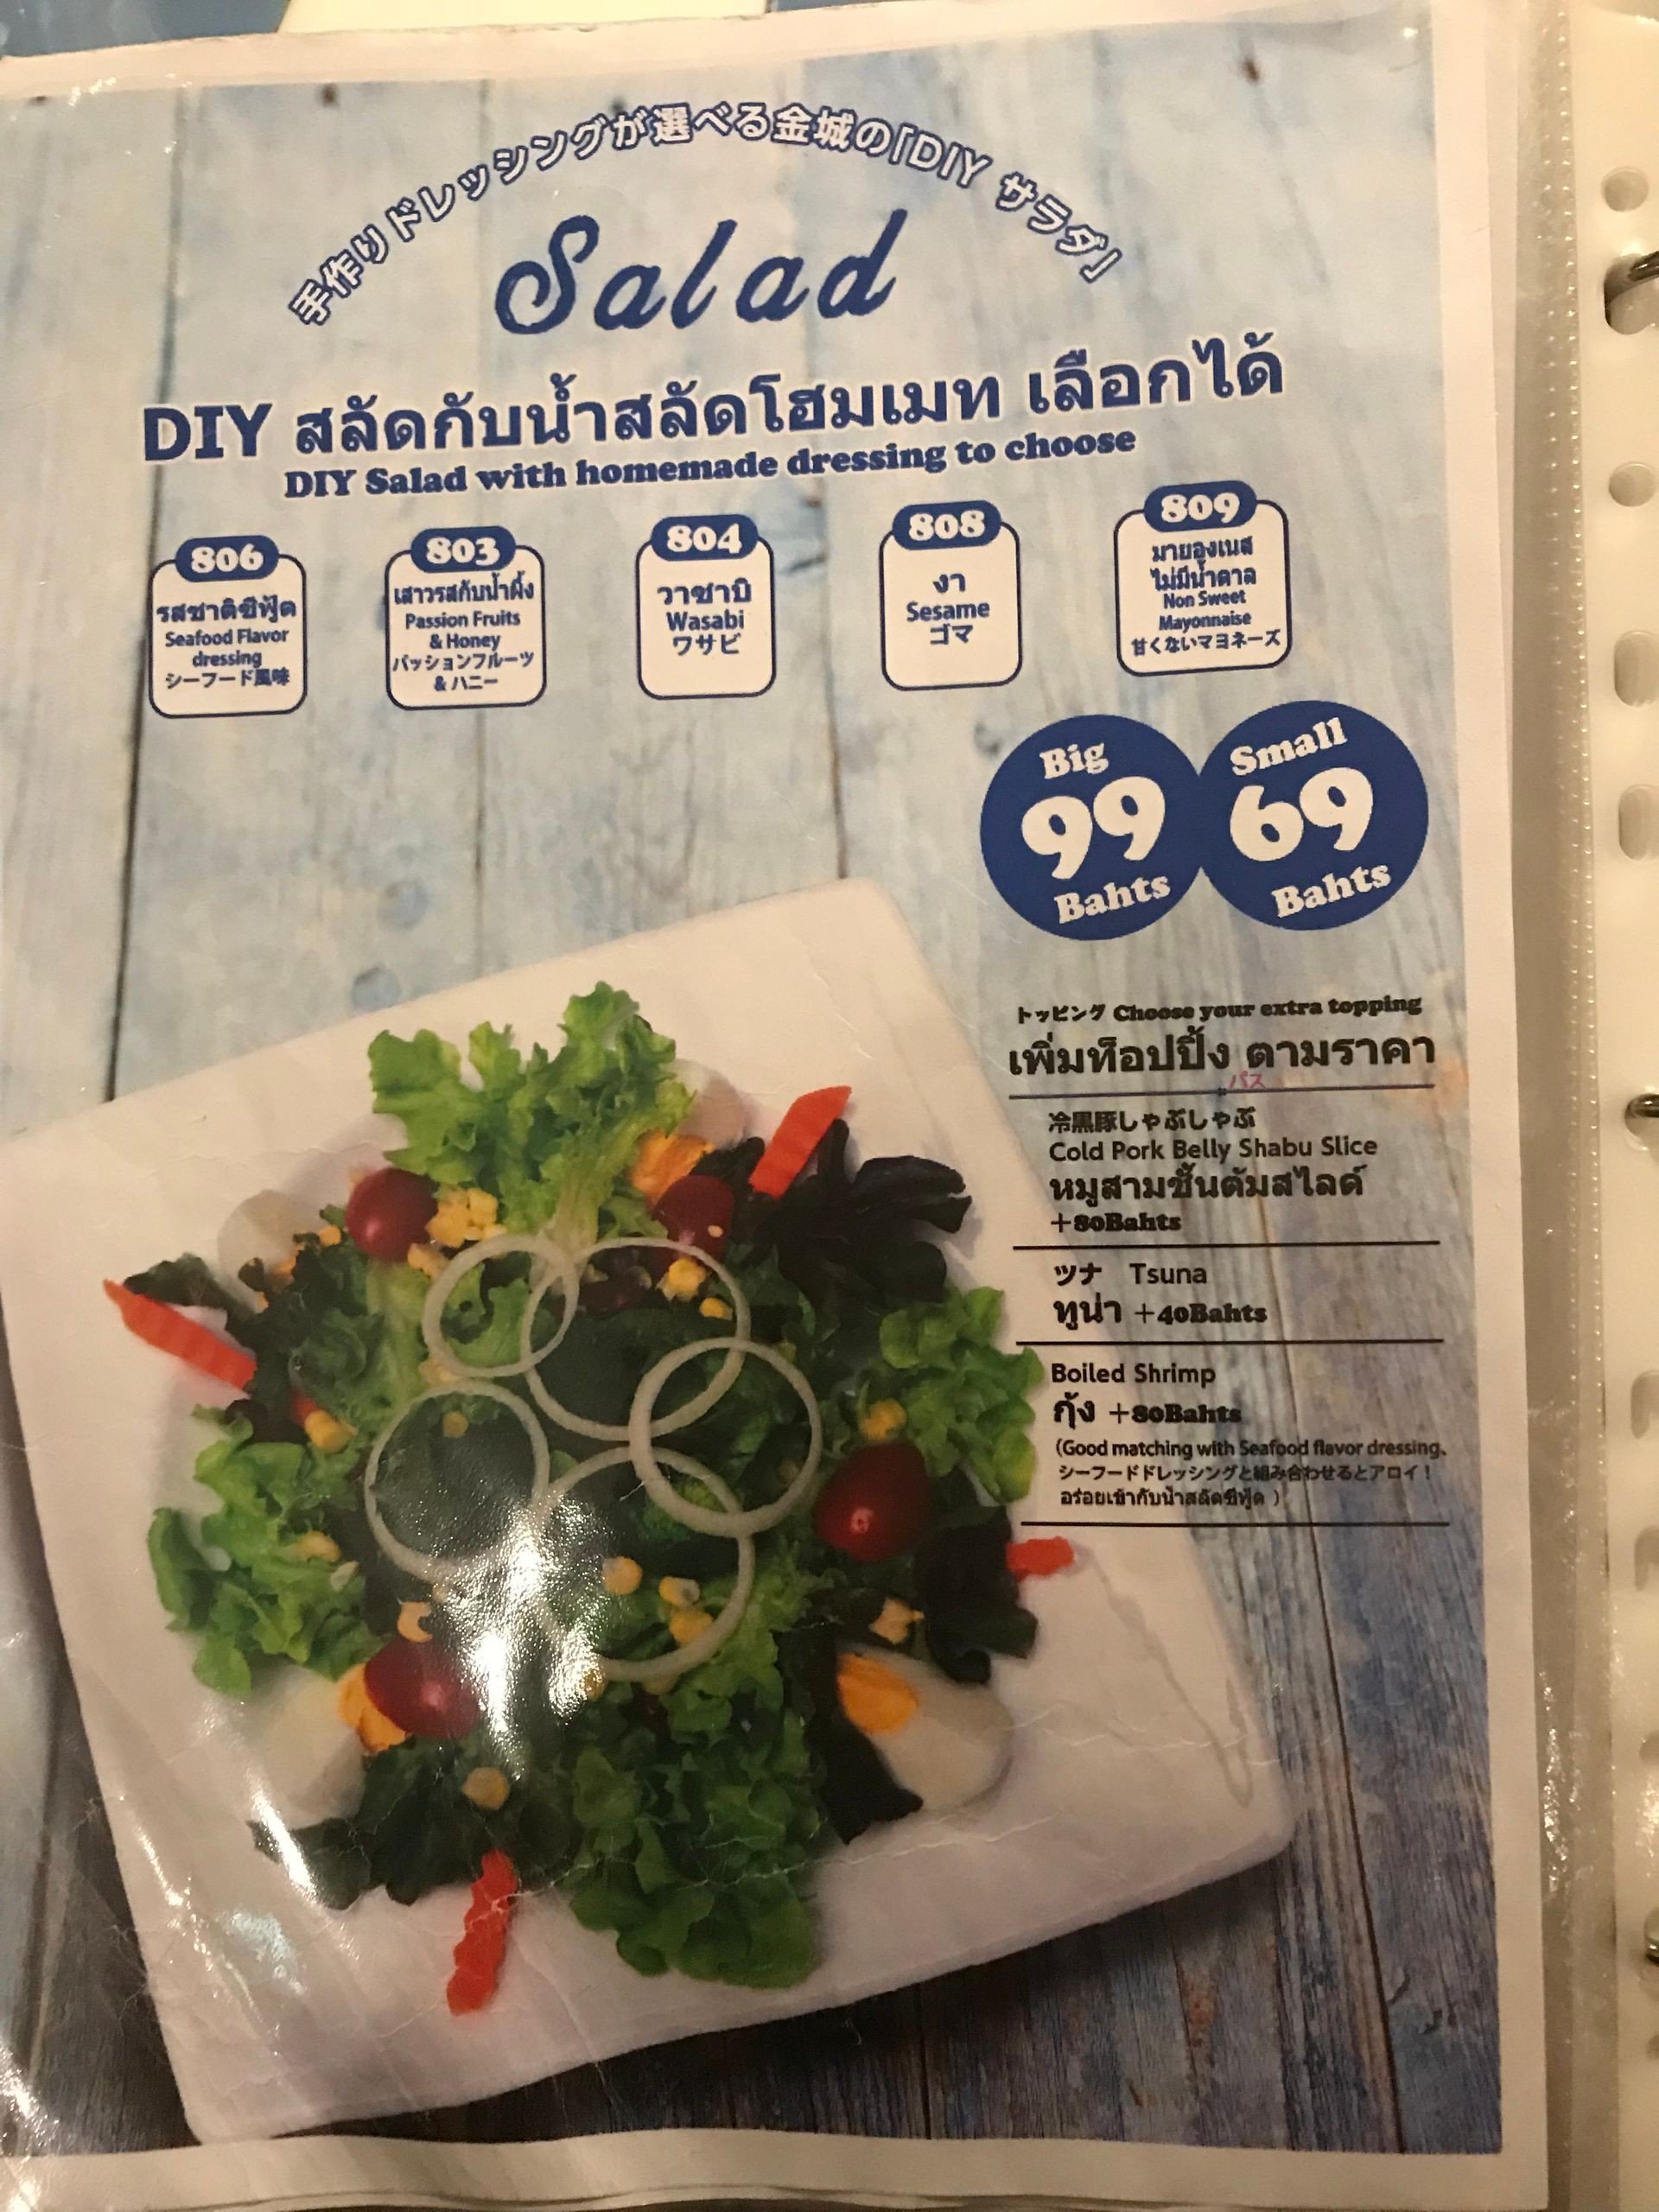 手作りドレッシングが選べる金城の「DIY サラダ」
Salad
DIY สลัดกับน้ำสลัดโฮมเมท เลือกได้
DIY Salad with homemade dressing to choose
806
รสชาติซีฟู้ด
Seafood Flavor
dressing
シーフード風味
803
เสาวรสกับน้ำผึ้ง
Passion Fruits
& Honey
パッションフルーツ
& ハニー
804
วาซาบิ
Wasabi
ワサビ
808
งา
Sesame
ゴマ
809
มายองเนส
ไม่มีน้ำตาล
Non Sweet
Mayonnaise
甘くないマヨネーズ
Big
99
Bahts
Small
69
Bahts
トッピング Choose your extra topping
เพิ่มท็อปปิ้ง ตามราคา
冷黒豚しゃぶしゃぶ
Cold Pork Belly Shabu Slice
หมูสามชั้นต้มสไลด์
+80Bahts
ツナ Tsuna
ทูน่า +40Bahts
Boiled Shrimp
กุ้ง +80Bahts
(Good matching with Seafood flavor dressing、
シーフードドレッシングと組み合わせるとアロイ！
อร่อยเข้ากับน้ำสลัดซีฟู้ด )